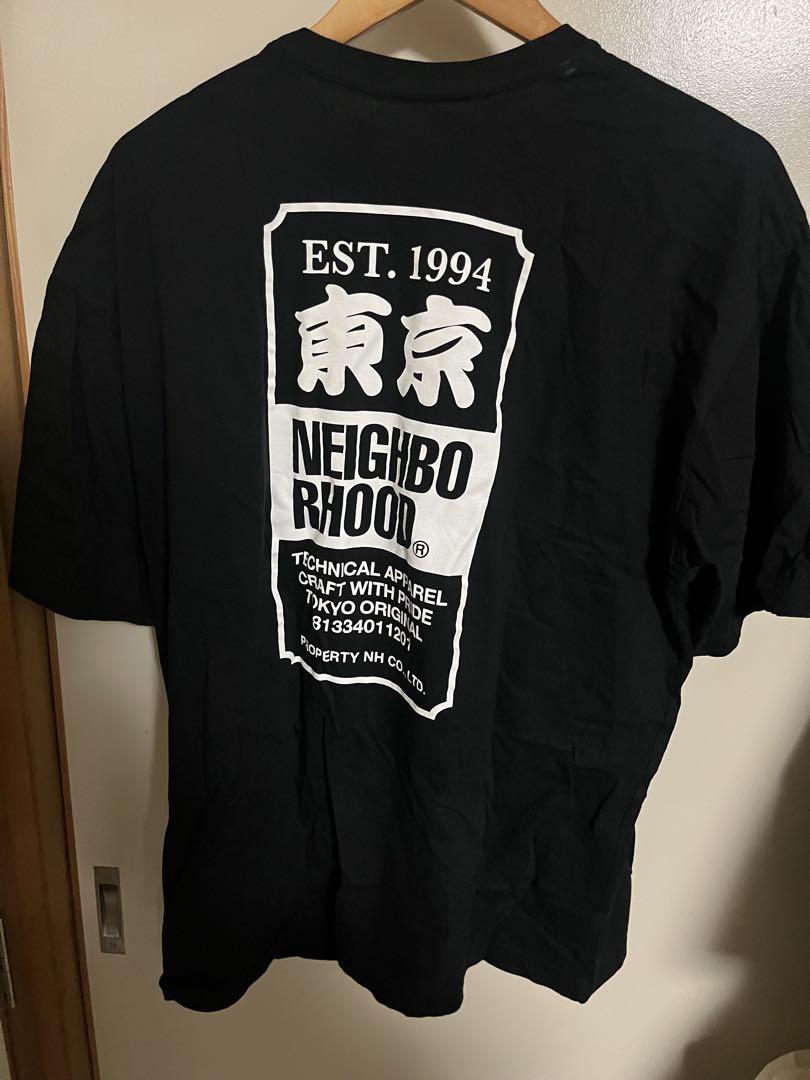 EST. 1994
東京
NEIGHBO
RHOOD®
TECHNICAL APPAREL
CRAFT WITH PRIDE
TOKYO ORIGINAL
81334011201
PROPERTY NH CO., LTD.